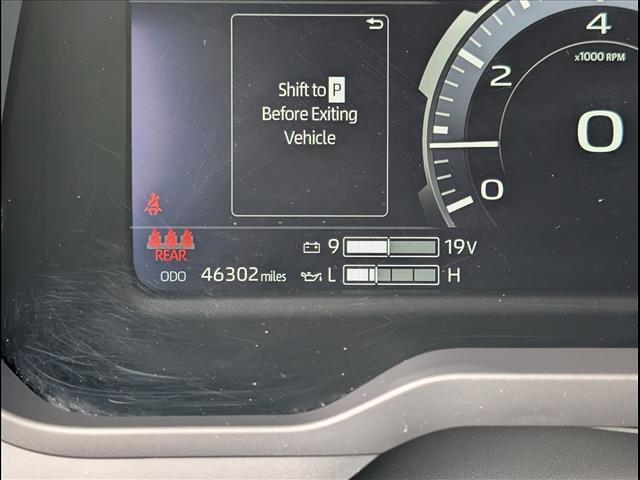 Shift to P
Before Exiting
Vehicle
4
x1000 RPM
2
0
0
REAR
9 19V
ODO 46302 miles
L H